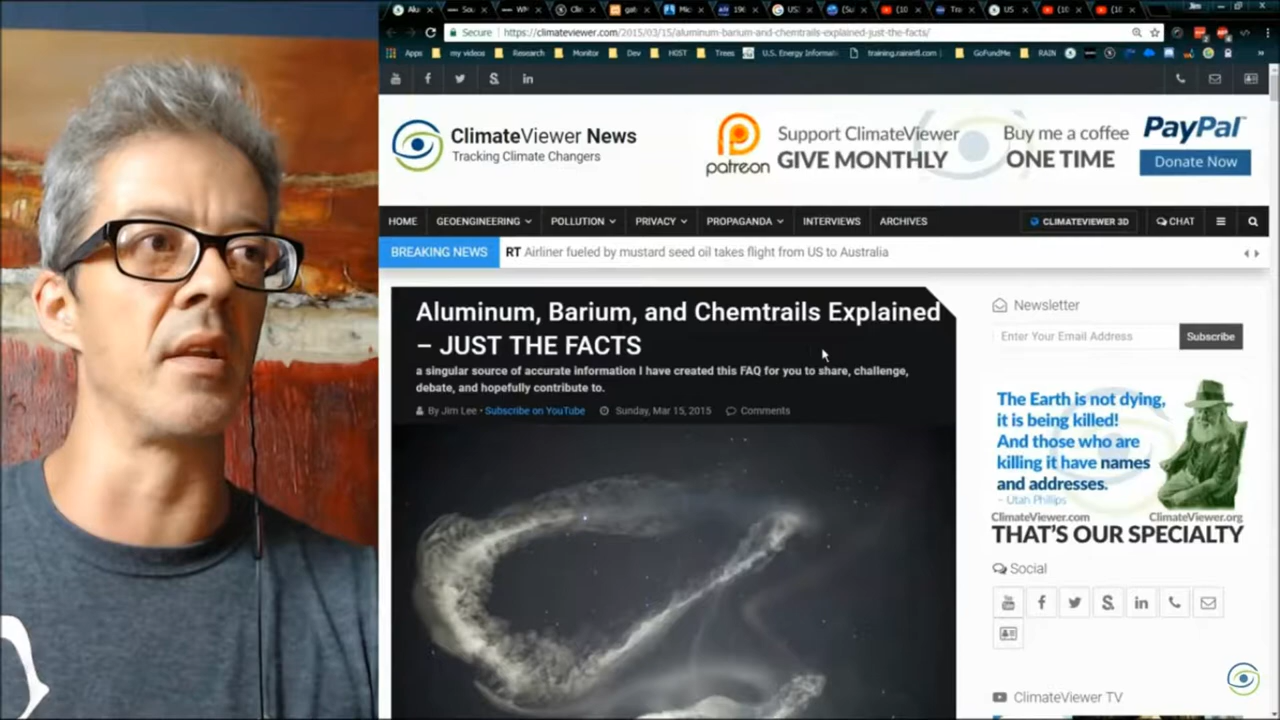 Jim
Secure
https://climateviewer.com/2015/03/15/aluminum-barium-and-chemtrails-explained-just-the-facts/
Apps my videos Research Monitor Dev H0ST Trees U.S. Energy Informat training.rainintl.com GoFundMe RAIN
ClimateViewer News
Tracking Climate Changers
patreon
Support ClimateViewer
GIVE MONTHLY
Buy me a coffee
ONE TIME
PayPal
Donate Now
HOME GEOENGINEERING POLLUTION PRIVACY PROPAGANDA INTERVIEWS ARCHIVES CLIMATEVIEWER 3D CHAT
BREAKING NEWS RT Airliner fueled by mustard seed oil takes flight from US to Australia
Aluminum, Barium, and Chemtrails Explained
– JUST THE FACTS
a singular source of accurate information I have created this FAQ for you to share, challenge,
debate, and hopefully contribute to.
By Jim Lee • Subscribe on YouTube Sunday, Mar 15, 2015 Comments
Newsletter
Enter Your Email Address Subscribe
The Earth is not dying,
it is being killed!
And those who are
killing it have names
and addresses.
– Utah Phillips
ClimateViewer.com ClimateViewer.org
THAT'S OUR SPECIALTY
Social
ClimateViewer TV